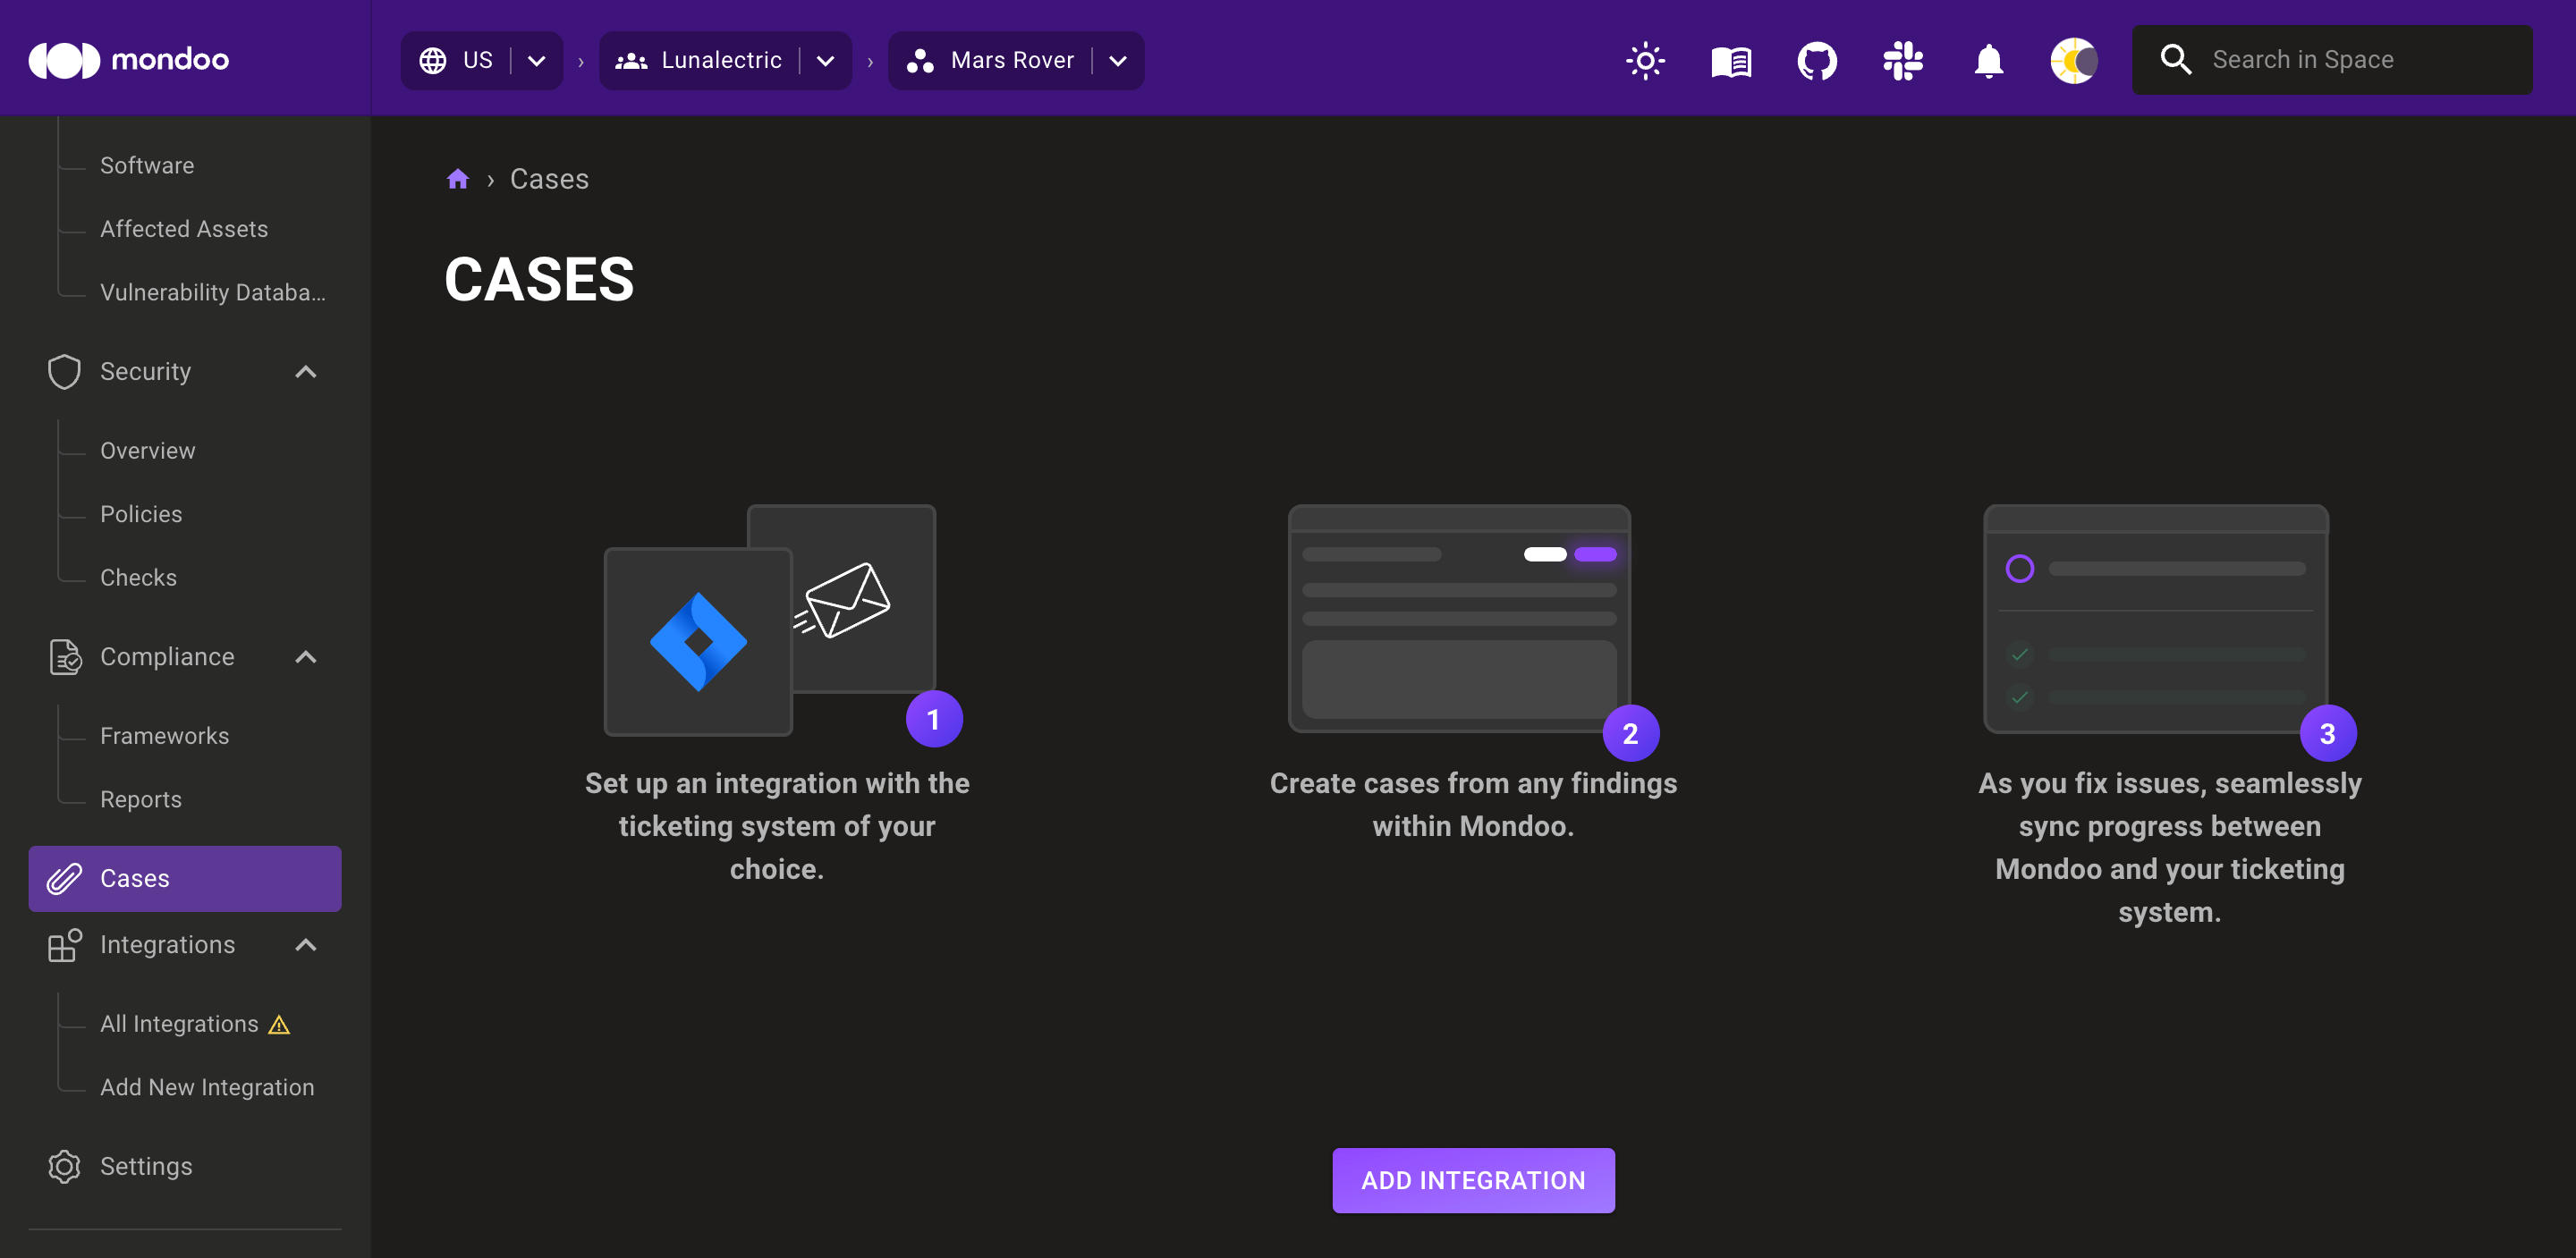 mondoo
US
Lunalectric
Mars Rover
Search in Space
Software
Affected Assets
Vulnerability Databa...
Security
Overview
Policies
Checks
Compliance
Frameworks
Reports
Cases
Integrations
All Integrations
Add New Integration
Settings
› Cases
CASES
1
Set up an integration with the
ticketing system of your
choice.
2
Create cases from any findings
within Mondoo.
3
As you fix issues, seamlessly
sync progress between
Mondoo and your ticketing
system.
ADD INTEGRATION